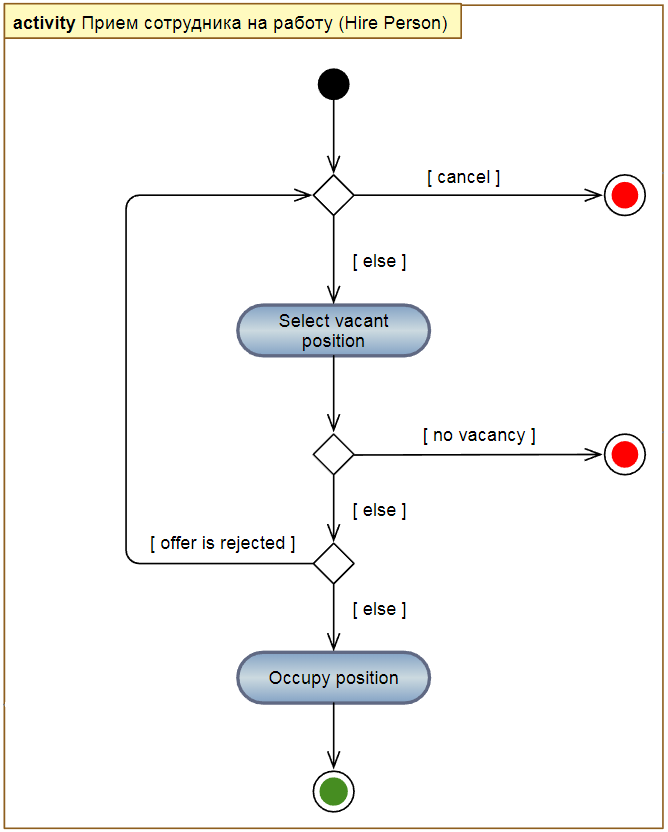 activity Прием сотрудника на работу (Hire Person)
[ cancel ]
[ else ]
Select vacant
position
[ no vacancy ]
[ else ]
[ offer is rejected ]
[ else ]
Occupy position